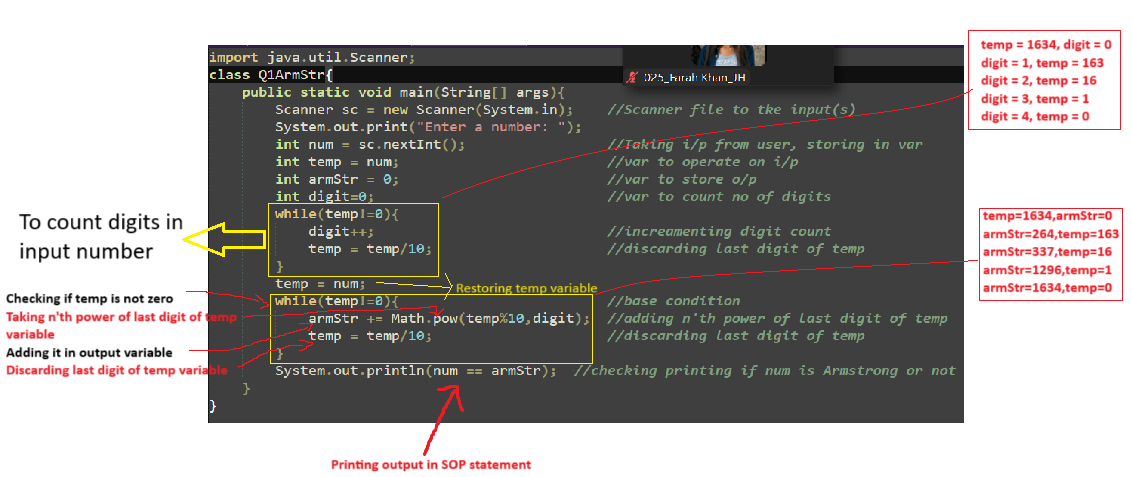 import java.util.Scanner;
class Q1ArmStr{
025_Farah Khan_JH
public static void main(String[] args){
Scanner sc = new Scanner(System.in); //Scanner file to tke input(s)
System.out.print("Enter a number: ");
int num = sc.nextInt(); //Taking i/p from user, storing in var
int temp = num; //var to operate on i/p
int armStr = 0; //var to store o/p
int digit=0; //var to count no of digits
while(temp!=0){
digit++; //increamenting digit count
temp = temp/10; //discarding last digit of temp
}
temp = num;
while(temp!=0){ //base condition
armStr += Math.pow(temp%10,digit); //adding n'th power of last digit of temp
temp = temp/10; //discarding last digit of temp
}
System.out.println(num == armStr); //checking printing if num is Armstrong or not
}
}
temp = 1634, digit = 0
digit = 1, temp = 163
digit = 2, temp = 16
digit = 3, temp = 1
digit = 4, temp = 0
To count digits in
input number
Restoring temp variable
temp=1634,armStr=0
armStr=264,temp=163
armStr=337,temp=16
armStr=1296,temp=1
armStr=1634,temp=0
Checking if temp is not zero
Taking n'th power of last digit of temp
variable
Adding it in output variable
Discarding last digit of temp variable
Printing output in SOP statement